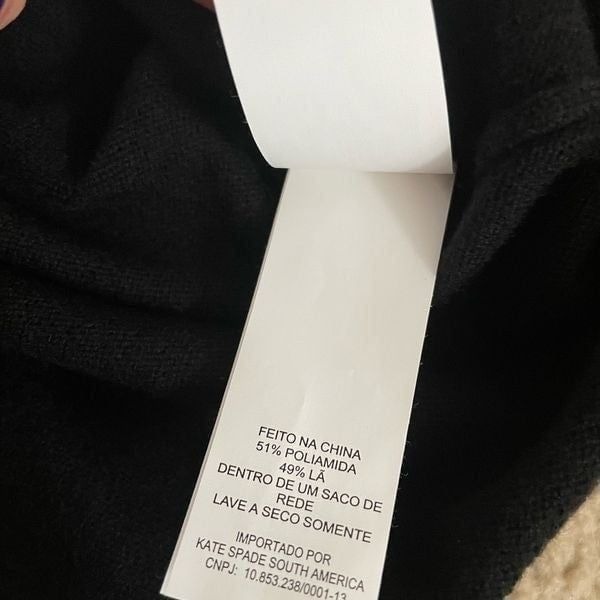 FEITO NA CHINA
51% POLIAMIDA
49% LÃ
DENTRO DE UM SACO DE
REDE
LAVE A SECO SOMENTE
IMPORTADO POR
KATE SPADE SOUTH AMERICA
CNPJ: 10.853.238/0001-13